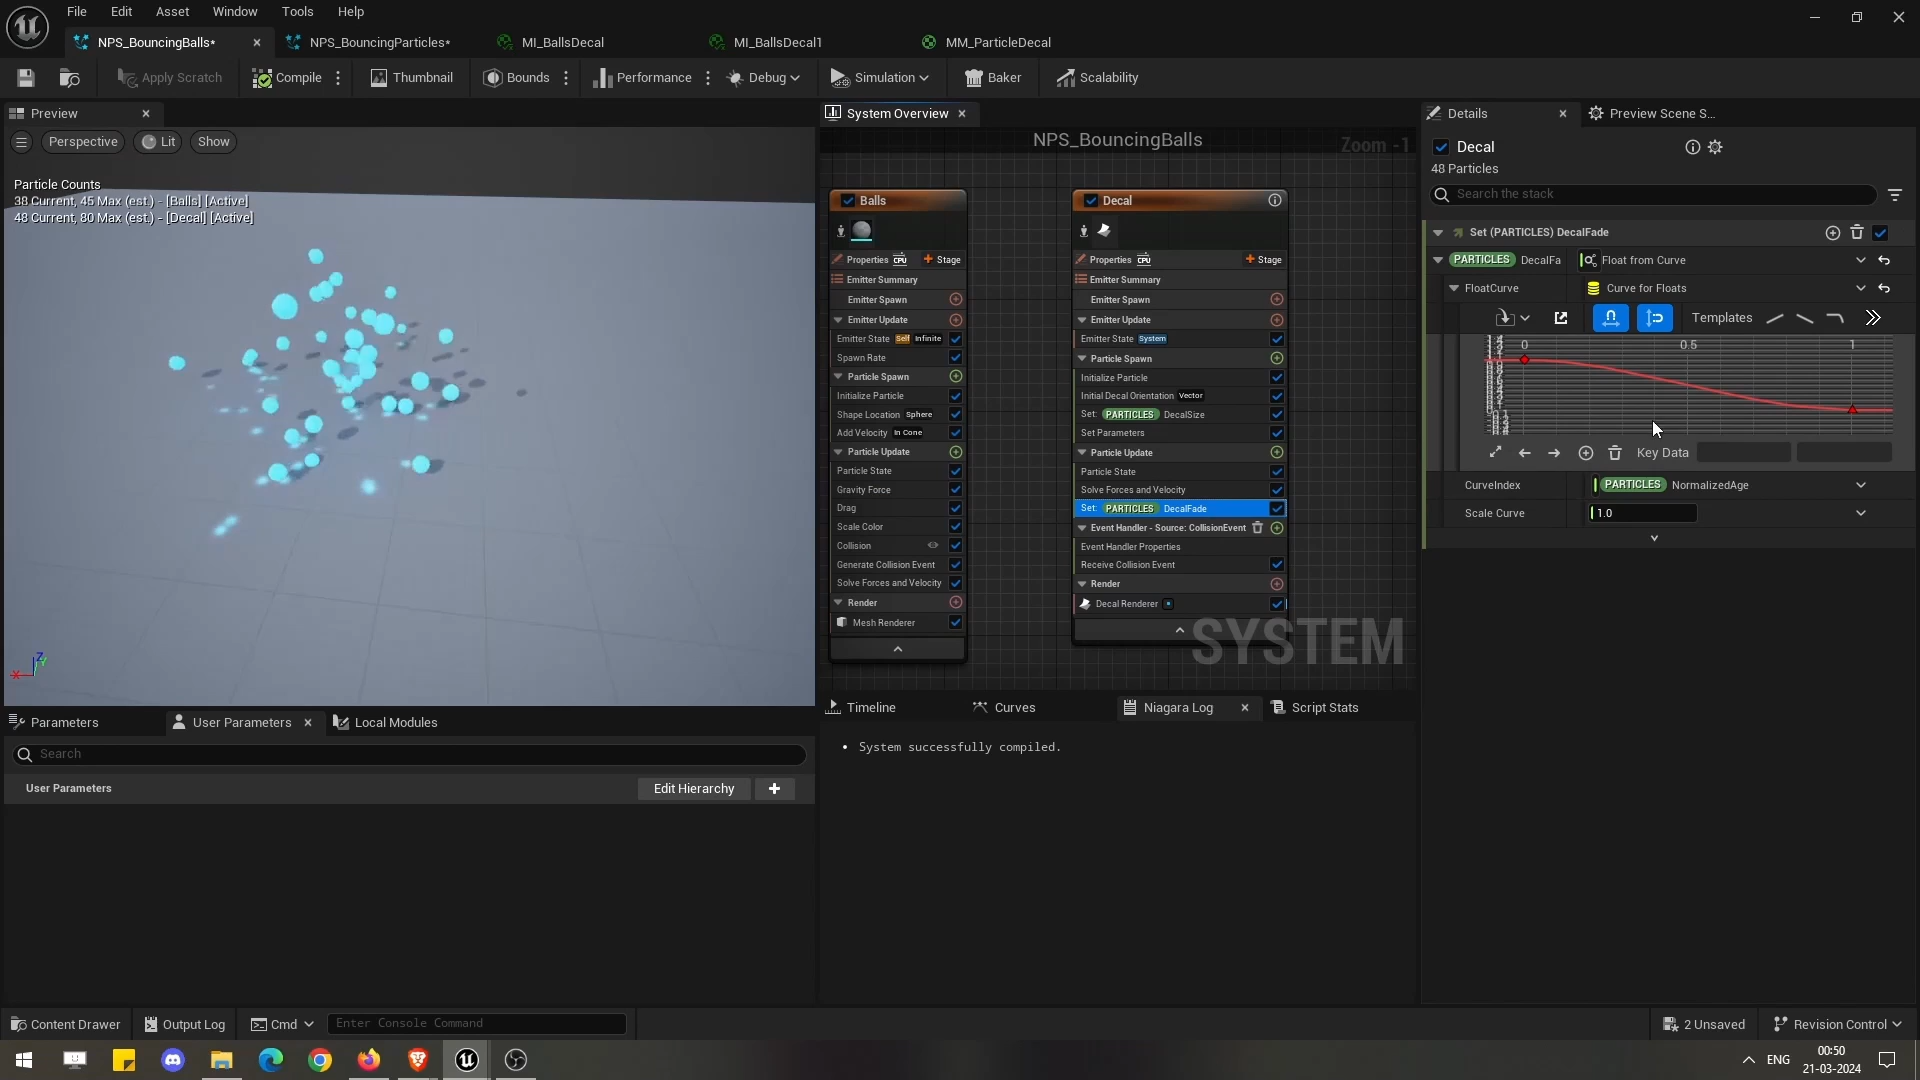 File Edit Asset Window Tools Help
NPS_BouncingBalls* NPS_BouncingParticles* MI_BallsDecal MI_BallsDecal1 MM_ParticleDecal
Apply Scratch Compile Thumbnail Bounds Performance Debug Simulation Baker Scalability
Preview
Perspective Lit Show
Particle Counts
38 Current, 45 Max (est.) - [Balls] [Active]
48 Current, 80 Max (est.) - [Decal] [Active]
Z
X
System Overview
NPS_BouncingBalls
Zoom -1
Balls
Properties CPU + Stage
Emitter Summary
Emitter Spawn
Emitter Update
Emitter State Self Infinite
Spawn Rate
Particle Spawn
Initialize Particle
Shape Location Sphere
Add Velocity In Cone
Particle Update
Particle State
Gravity Force
Drag
Scale Color
Collision
Generate Collision Event
Solve Forces and Velocity
Render
Mesh Renderer
Decal
Properties CPU + Stage
Emitter Summary
Emitter Spawn
Emitter Update
Emitter State System
Particle Spawn
Initialize Particle
Initial Decal Orientation Vector
Set: PARTICLES DecalSize
Set Parameters
Particle Update
Particle State
Solve Forces and Velocity
Set: PARTICLES DecalFade
Event Handler - Source: CollisionEvent
Event Handler Properties
Receive Collision Event
Render
Decal Renderer
SYSTEM
Details Preview Scene S...
Decal
48 Particles
Search the stack
Set (PARTICLES) DecalFade
PARTICLES DecalFa Float from Curve
FloatCurve Curve for Floats
Templates
0 0.5 1
Key Data
CurveIndex PARTICLES NormalizedAge
Scale Curve 1.0
Parameters User Parameters Local Modules
Search
User Parameters Edit Hierarchy +
Timeline Curves Niagara Log Script Stats
• System successfully compiled.
Content Drawer Output Log Cmd Enter Console Command 2 Unsaved Revision Control
ENG 00:50
21-03-2024